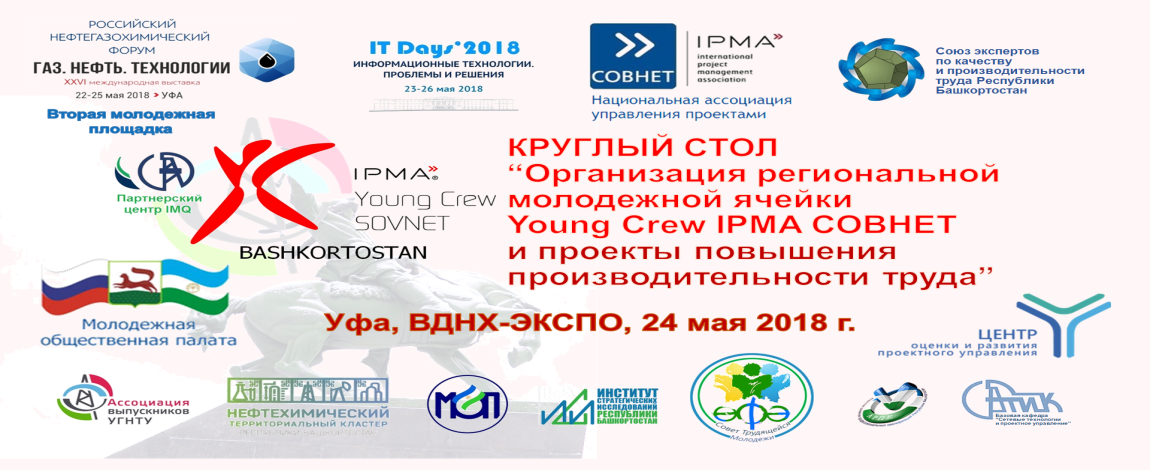 РОССИЙСКИЙ
НЕФТЕГАЗОХИМИЧЕСКИЙ
ФОРУМ
ГАЗ. НЕФТЬ. ТЕХНОЛОГИИ
XXVI международная выставка
22-25 мая 2018 > УФА
Вторая молодежная
площадка
IT Days'2018
ИНФОРМАЦИОННЫЕ ТЕХНОЛОГИИ.
ПРОБЛЕМЫ И РЕШЕНИЯ
23-26 мая 2018
СОВНЕТ
IPMA
international
project
management
association
Национальная ассоциация
управления проектами
Союз экспертов
по качеству
и производительности
труда Республики
Башкортостан
Партнерский
центр IMQ
IPMA®
Young Crew
SOVNET
BASHKORTOSTAN
КРУГЛЫЙ СТОЛ
“Организация региональной
молодежной ячейки
Young Crew IPMA СОВНЕТ
и проекты повышения
производительности труда”
Молодежная
общественная палата
Уфа, ВДНХ-ЭКСПО, 24 мая 2018 г.
ЦЕНТР
оценки и развития
проектного управления
Ассоциация
выпускников
УГНТУ
НЕФТЕХИМИЧЕСКИЙ
ТЕРРИТОРИАЛЬНЫЙ КЛАСТЕР
РЕСПУБЛИКИ БАШКОРТОСТАН
ИНСТИТУТ
СТРАТЕГИЧЕСКИХ
ИССЛЕДОВАНИЙ
РЕСПУБЛИКИ
БАШКОРТОСТАН
Совет Трудящейся
Молодежи
АТиК
Базовая кафедра
"Сетевые технологии
и проектное управление"